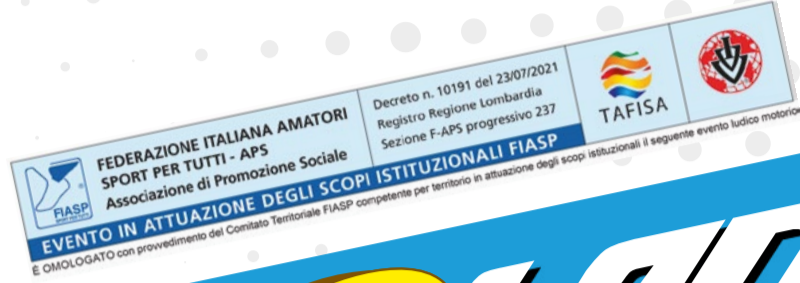 FEDERAZIONE ITALIANA AMATORI
SPORT PER TUTTI - APS
Associazione di Promozione Sociale
Decreto n. 10191 del 23/07/2021
Registro Regione Lombardia
Sezione F-APS progressivo 237
FIASP
TAFISA
EVENTO IN ATTUAZIONE DEGLI SCOPI ISTITUZIONALI FIASP
È OMOLOGATO con provvedimento del Comitato Territoriale FIASP competente per territorio in attuazione degli scopi istituzionali il seguente evento ludico motorio